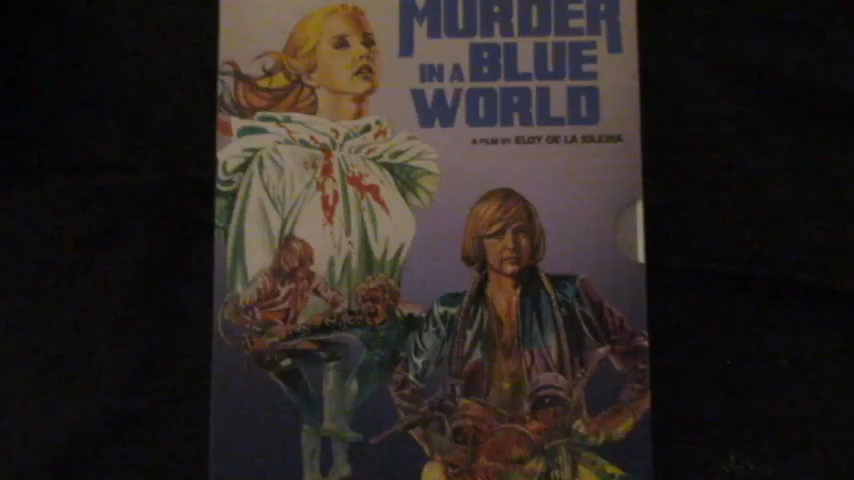 MURDER
IN A BLUE
WORLD
A FILM BY ELOY DE LA IGLESIA